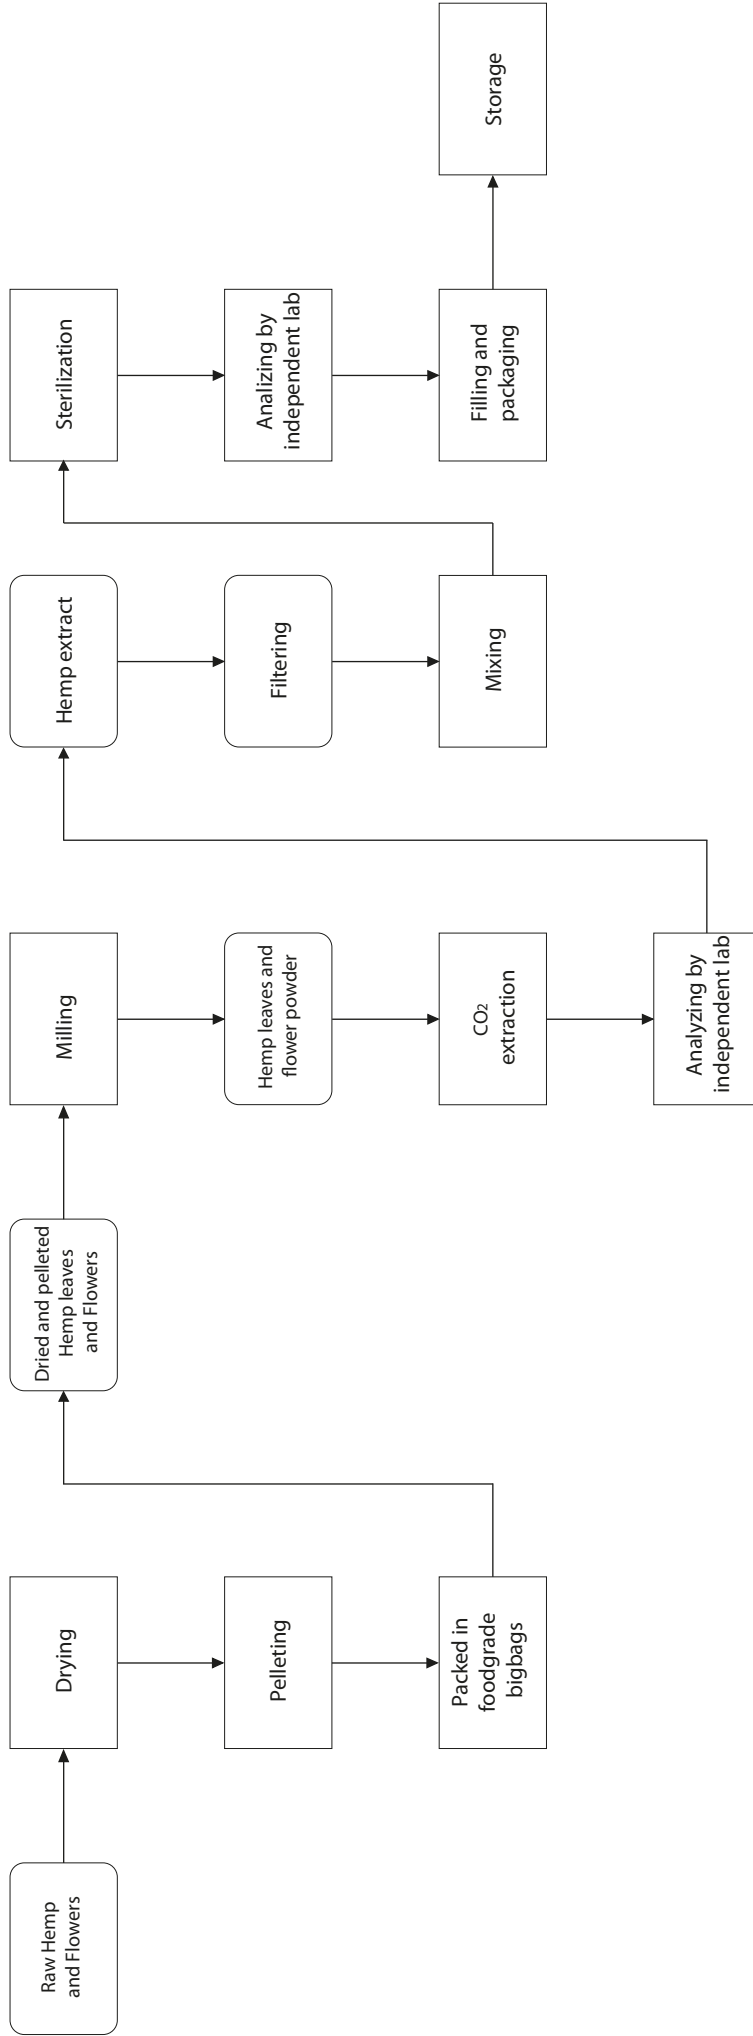 Raw Hemp
and Flowers
Drying
Pelleting
Packed in
foodgrade
bigbags
Dried and pelleted
Hemp leaves
and Flowers
Milling
Hemp leaves and
flower powder
CO2
extraction
Analyzing by
independent lab
Hemp extract
Filtering
Mixing
Sterilization
Analizing by
independent lab
Filling and
packaging
Storage